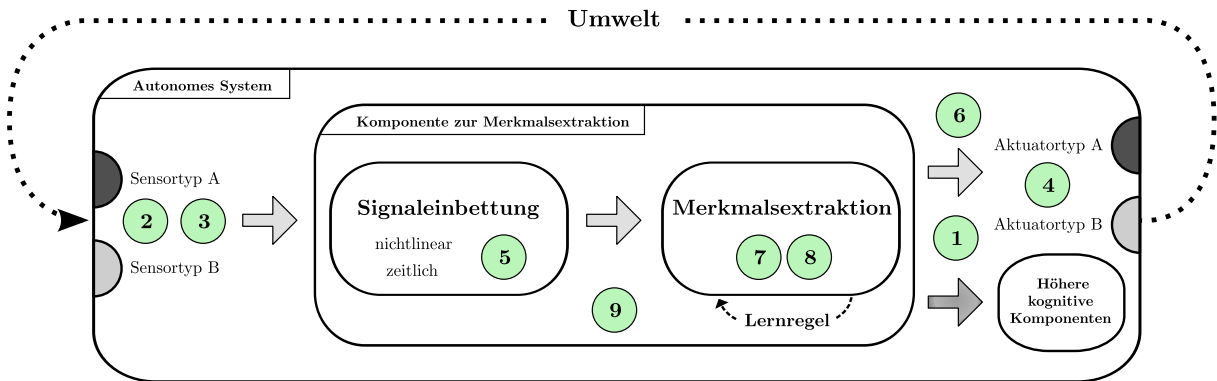 Umwelt
Autonomes System
Komponente zur Merkmalsextraktion
Sensortyp A
2
3
Sensortyp B
Signaleinbettung
nichtlinear
zeitlich
5
9
Merkmalsextraktion
7
8
Lernregel
6
1
Aktuatortyp A
4
Aktuatortyp B
Höhere
kognitive
Komponenten